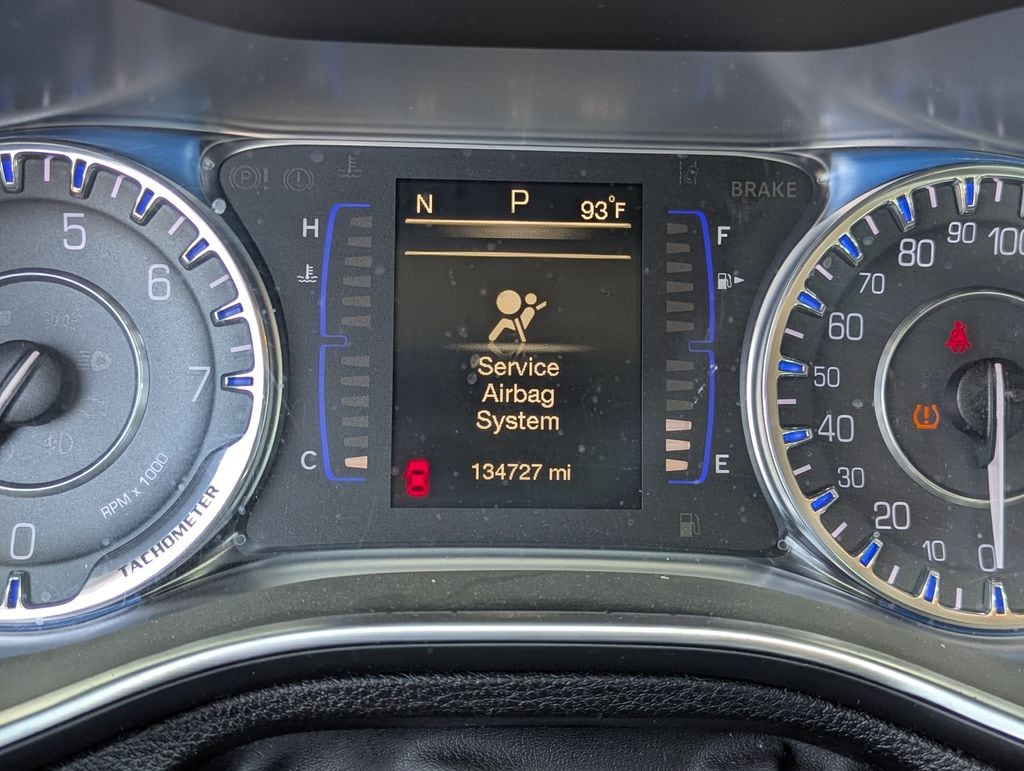 BRAKE
N
P
93°F
H
F
C
E
Service
Airbag
System
134727 mi
0
5
6
7
RPM x 1000
TACHOMETER
0
10
20
30
40
50
60
70
80
90
100